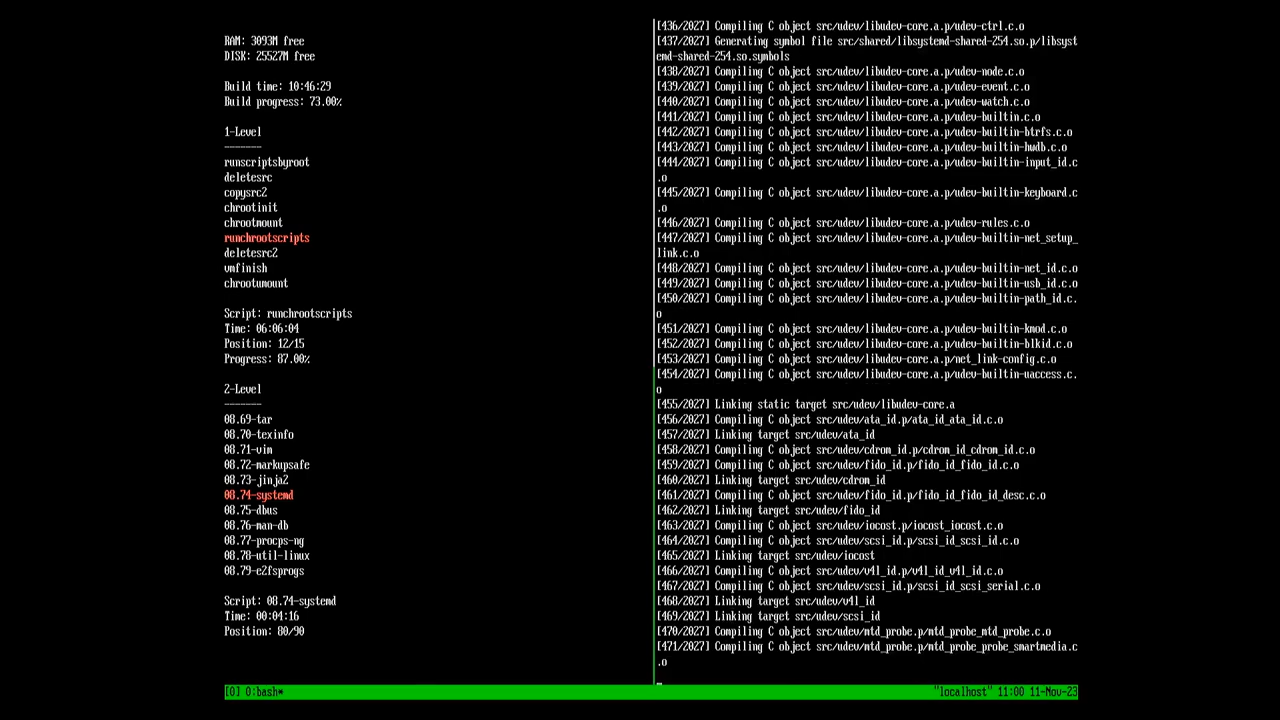 RAM: 3093M free
DISK: 25527M free
Build time: 10:46:29
Build progress: 73.00%
1-Level
-------
runscriptsbyroot
deletesrc
copysrc2
chrootinit
chrootmount
runchrootscripts
deletesrc2
vmfinish
chrootumount
Script: runchrootscripts
Time: 06:06:04
Position: 12/15
Progress: 87.00%
2-Level
-------
08.69-tar
08.70-texinfo
08.71-vim
08.72-markupsafe
08.73-jinja2
08.74-systemd
08.75-dbus
08.76-man-db
08.77-procps-ng
08.78-util-linux
08.79-e2fsprogs
Script: 08.74-systemd
Time: 00:04:16
Position: 80/90
[436/2027] Compiling C object src/udev/libudev-core.a.p/udev-ctrl.c.o
[437/2027] Generating symbol file src/shared/libsystemd-shared-254.so.p/libsyst
emd-shared-254.so.symbols
[438/2027] Compiling C object src/udev/libudev-core.a.p/udev-node.c.o
[439/2027] Compiling C object src/udev/libudev-core.a.p/udev-event.c.o
[440/2027] Compiling C object src/udev/libudev-core.a.p/udev-watch.c.o
[441/2027] Compiling C object src/udev/libudev-core.a.p/udev-builtin.c.o
[442/2027] Compiling C object src/udev/libudev-core.a.p/udev-builtin-btrfs.c.o
[443/2027] Compiling C object src/udev/libudev-core.a.p/udev-builtin-hwdb.c.o
[444/2027] Compiling C object src/udev/libudev-core.a.p/udev-builtin-input_id.c
.o
[445/2027] Compiling C object src/udev/libudev-core.a.p/udev-builtin-keyboard.c
.o
[446/2027] Compiling C object src/udev/libudev-core.a.p/udev-rules.c.o
[447/2027] Compiling C object src/udev/libudev-core.a.p/udev-builtin-net_setup_
link.c.o
[448/2027] Compiling C object src/udev/libudev-core.a.p/udev-builtin-net_id.c.o
[449/2027] Compiling C object src/udev/libudev-core.a.p/udev-builtin-usb_id.c.o
[450/2027] Compiling C object src/udev/libudev-core.a.p/udev-builtin-path_id.c.
o
[451/2027] Compiling C object src/udev/libudev-core.a.p/udev-builtin-kmod.c.o
[452/2027] Compiling C object src/udev/libudev-core.a.p/udev-builtin-blkid.c.o
[453/2027] Compiling C object src/udev/libudev-core.a.p/net_link-config.c.o
[454/2027] Compiling C object src/udev/libudev-core.a.p/udev-builtin-uaccess.c.
o
[455/2027] Linking static target src/udev/libudev-core.a
[456/2027] Compiling C object src/udev/ata_id.p/ata_id_ata_id.c.o
[457/2027] Linking target src/udev/ata_id
[458/2027] Compiling C object src/udev/cdrom_id.p/cdrom_id_cdrom_id.c.o
[459/2027] Compiling C object src/udev/fido_id.p/fido_id_fido_id.c.o
[460/2027] Linking target src/udev/cdrom_id
[461/2027] Compiling C object src/udev/fido_id.p/fido_id_fido_id_desc.c.o
[462/2027] Linking target src/udev/fido_id
[463/2027] Compiling C object src/udev/iocost.p/iocost_iocost.c.o
[464/2027] Compiling C object src/udev/scsi_id.p/scsi_id_scsi_id.c.o
[465/2027] Linking target src/udev/iocost
[466/2027] Compiling C object src/udev/v4l_id.p/v4l_id_v4l_id.c.o
[467/2027] Compiling C object src/udev/scsi_id.p/scsi_id_scsi_serial.c.o
[468/2027] Linking target src/udev/v4l_id
[469/2027] Linking target src/udev/scsi_id
[470/2027] Compiling C object src/udev/mtd_probe.p/mtd_probe_mtd_probe.c.o
[471/2027] Compiling C object src/udev/mtd_probe.p/mtd_probe_probe_smartmedia.c
.o
[0] 0:bash* "localhost" 11:00 11-Nov-23